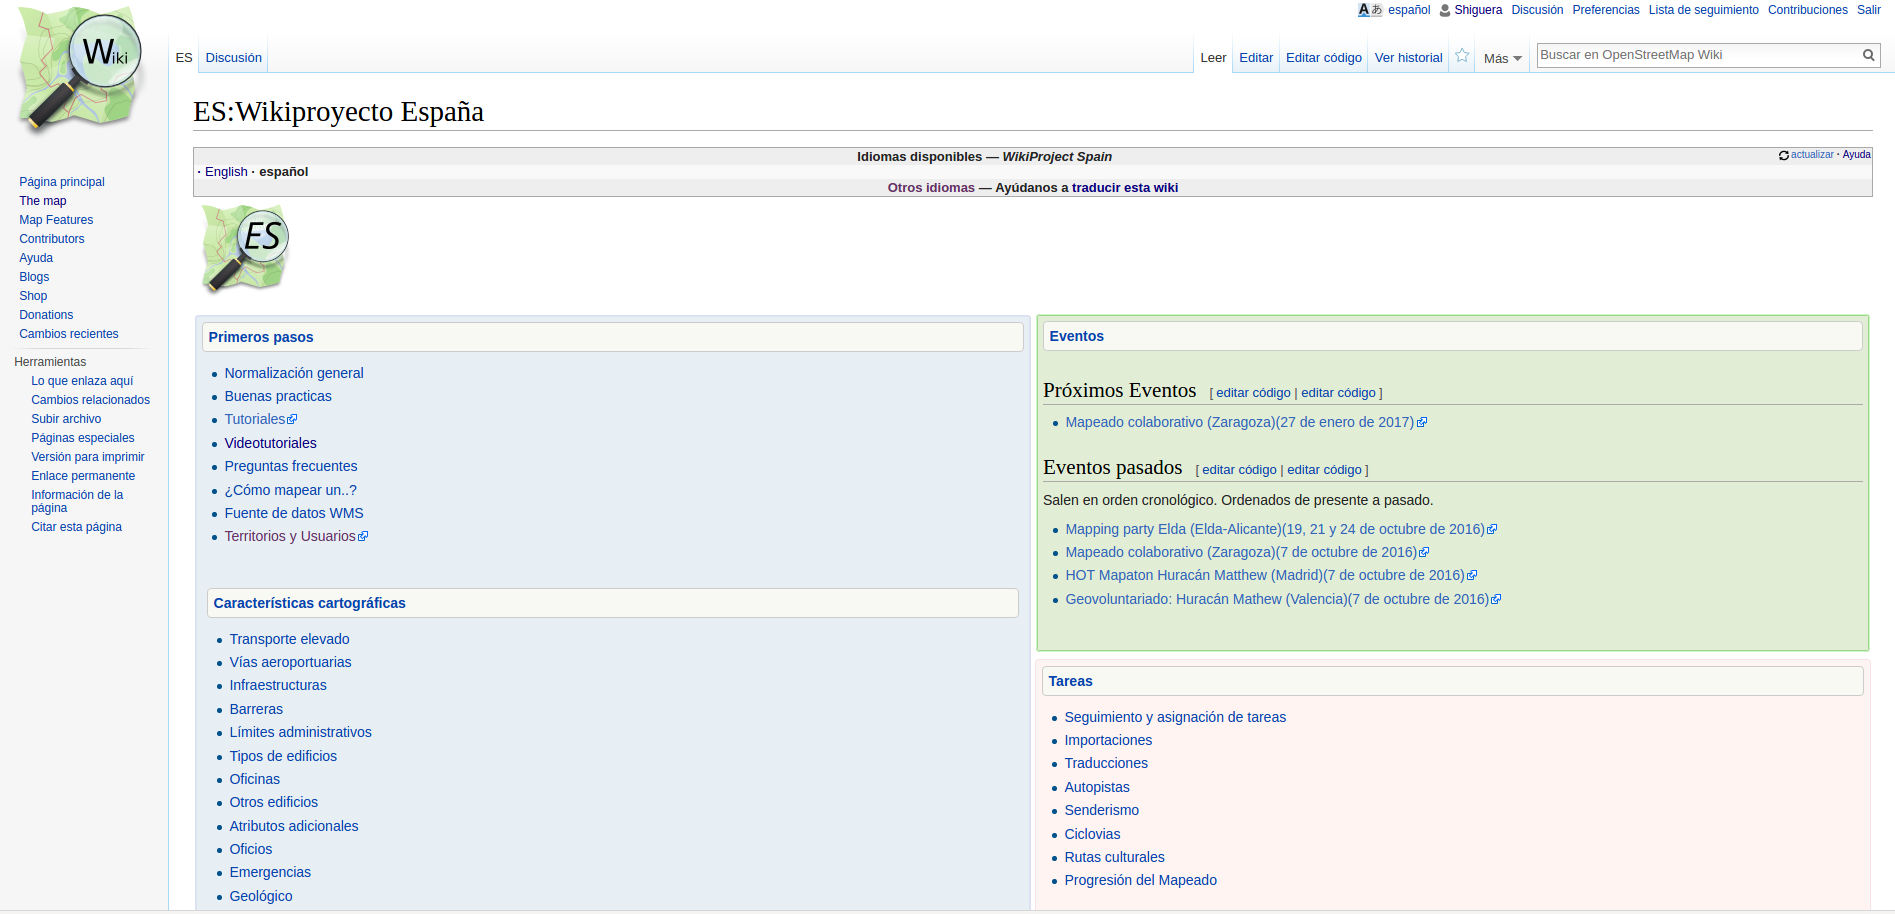 español Shiguera Discusión Preferencias Lista de seguimiento Contribuciones Salir
Wiki
ES Discusión Leer Editar Editar código Ver historial Más Buscar en OpenStreetMap Wiki
ES:Wikiproyecto España
Idiomas disponibles — WikiProject Spain
actualizar · Ayuda
· English · español
Otros idiomas — Ayúdanos a traducir esta wiki
ES
Página principal
The map
Map Features
Contributors
Ayuda
Blogs
Shop
Donations
Cambios recientes
Herramientas
Lo que enlaza aquí
Cambios relacionados
Subir archivo
Páginas especiales
Versión para imprimir
Enlace permanente
Información de la
página
Citar esta página
Primeros pasos
Normalización general
Buenas practicas
Tutoriales
Videotutoriales
Preguntas frecuentes
¿Cómo mapear un..?
Fuente de datos WMS
Territorios y Usuarios
Características cartográficas
Transporte elevado
Vías aeroportuarias
Infraestructuras
Barreras
Límites administrativos
Tipos de edificios
Oficinas
Otros edificios
Atributos adicionales
Oficios
Emergencias
Geológico
Eventos
Próximos Eventos [ editar código | editar código ]
Mapeado colaborativo (Zaragoza)(27 de enero de 2017)
Eventos pasados [ editar código | editar código ]
Salen en orden cronológico. Ordenados de presente a pasado.
Mapping party Elda (Elda-Alicante)(19, 21 y 24 de octubre de 2016)
Mapeado colaborativo (Zaragoza)(7 de octubre de 2016)
HOT Mapaton Huracán Matthew (Madrid)(7 de octubre de 2016)
Geovoluntariado: Huracán Mathew (Valencia)(7 de octubre de 2016)
Tareas
Seguimiento y asignación de tareas
Importaciones
Traducciones
Autopistas
Senderismo
Ciclovias
Rutas culturales
Progresión del Mapeado